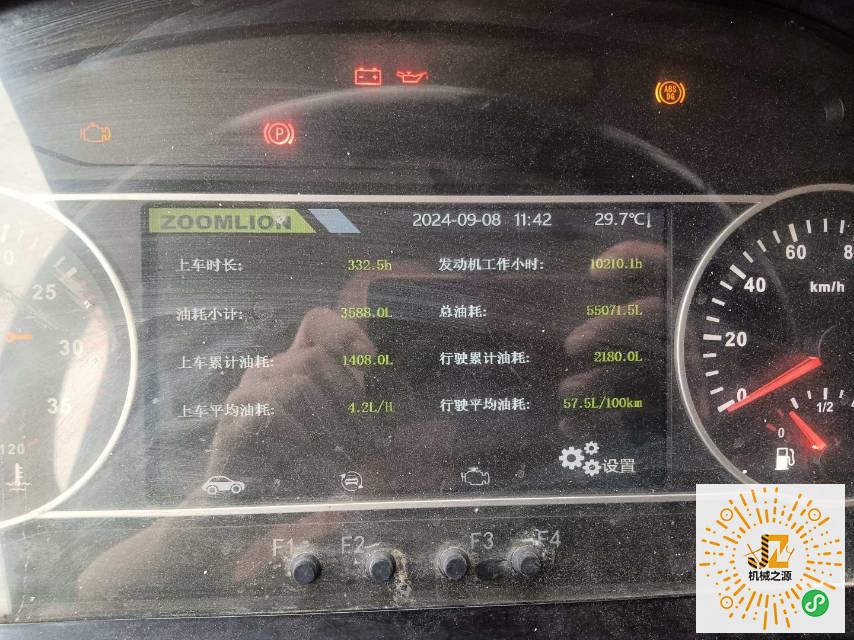 ABS
DG
P
ZOOMLION 2024-09-08 11:42 29.7℃↓
上车时长: 332.5h 发动机工作小时: 10210.1h
油耗小计: 3588.0L 总油耗: 55071.5L
上车累计油耗: 1408.0L 行驶累计油耗: 2180.0L
上车平均油耗: 4.2L/H 行驶平均油耗: 57.5L/100km
设置
25
30
35
120
60
40
km/h
20
0
1/2
0
F1 F2 F3 F4
JZ
机械之源